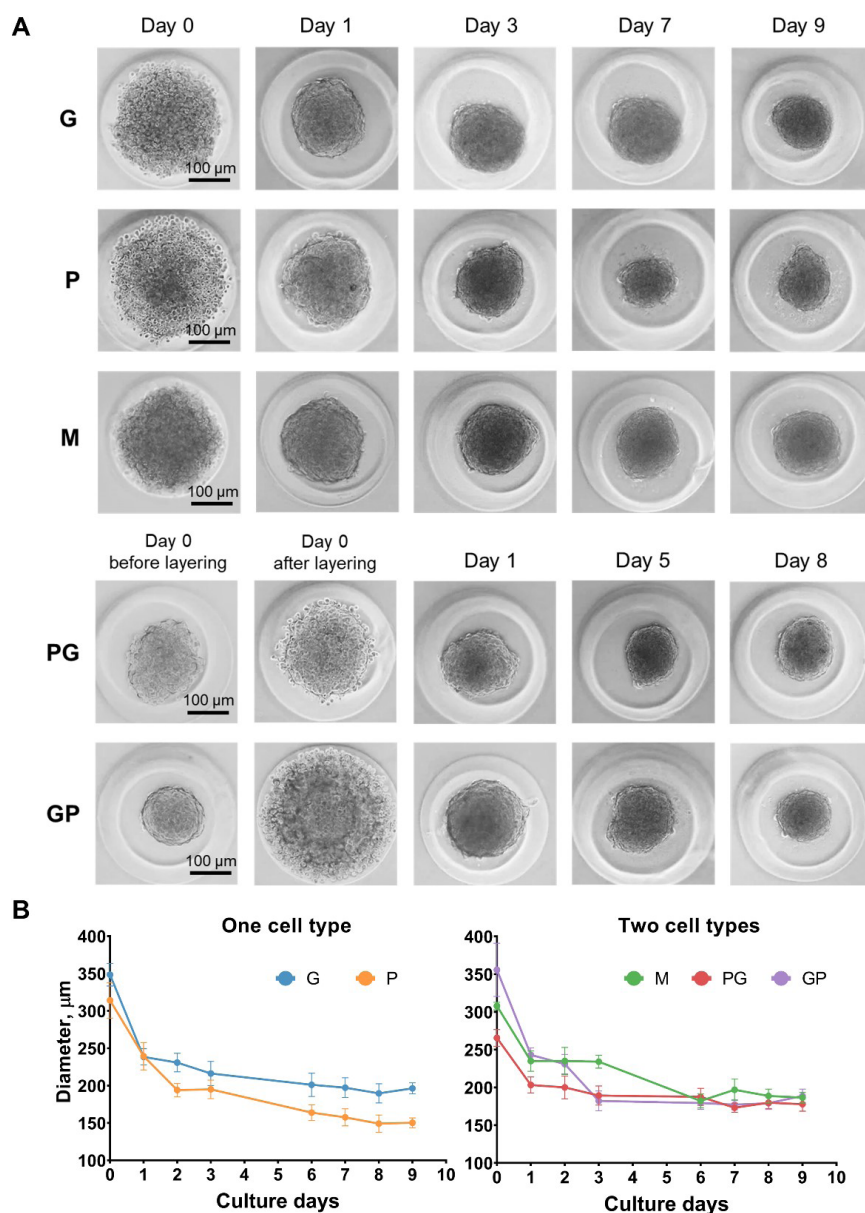 A
Day 0 Day 1 Day 3 Day 7 Day 9
G
100 µm
P
100 µm
M
100 µm
Day 0 before layering
Day 0 after layering
Day 1 Day 5 Day 8
PG
100 µm
GP
100 µm
B
One cell type
Two cell types
400
350
300
250
200
150
100
Diameter, µm
G P
0 1 2 3 4 5 6 7 8 9 10
Culture days
400
350
300
250
200
150
100
M PG GP
0 1 2 3 4 5 6 7 8 9 10
Culture days